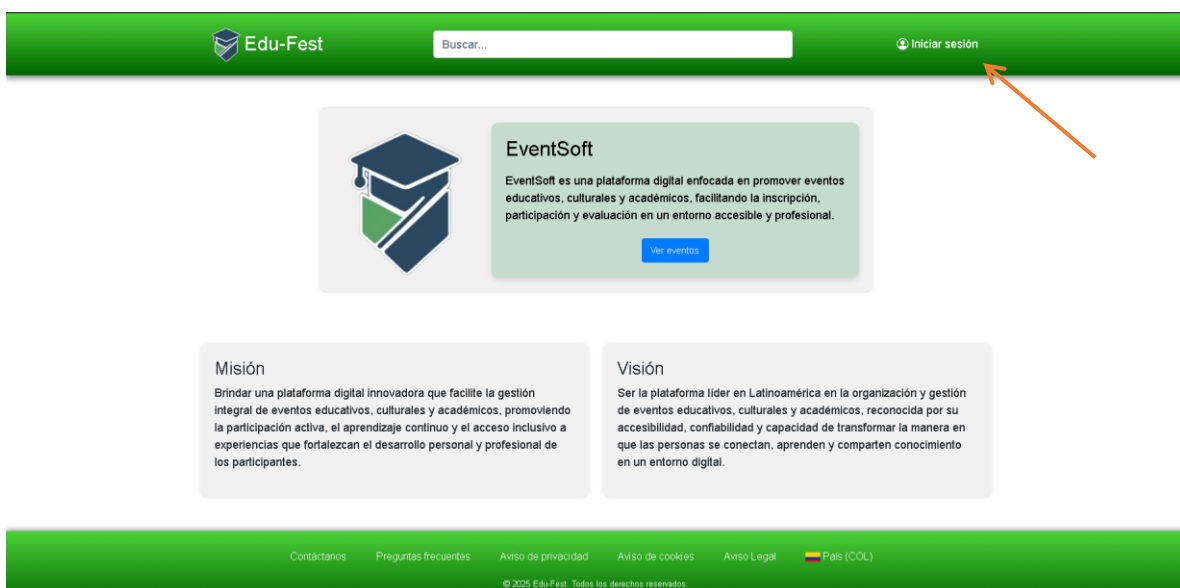 Edu-Fest
Buscar...
Iniciar sesión
EventSoft
EventSoft es una plataforma digital enfocada en promover eventos
educativos, culturales y académicos, facilitando la inscripción,
participación y evaluación en un entorno accesible y profesional.
Ver eventos
Misión
Brindar una plataforma digital innovadora que facilite la gestión
integral de eventos educativos, culturales y académicos, promoviendo
la participación activa, el aprendizaje continuo y el acceso inclusivo a
experiencias que fortalezcan el desarrollo personal y profesional de
los participantes.
Visión
Ser la plataforma líder en Latinoamérica en la organización y gestión
de eventos educativos, culturales y académicos, reconocida por su
accesibilidad, confiabilidad y capacidad de transformar la manera en
que las personas se conectan, aprenden y comparten conocimiento
en un entorno digital.
Contáctanos Preguntas frecuentes Aviso de privacidad Aviso de cookies Aviso Legal País (COL)
© 2025 Edu-Fest. Todos los derechos reservados.